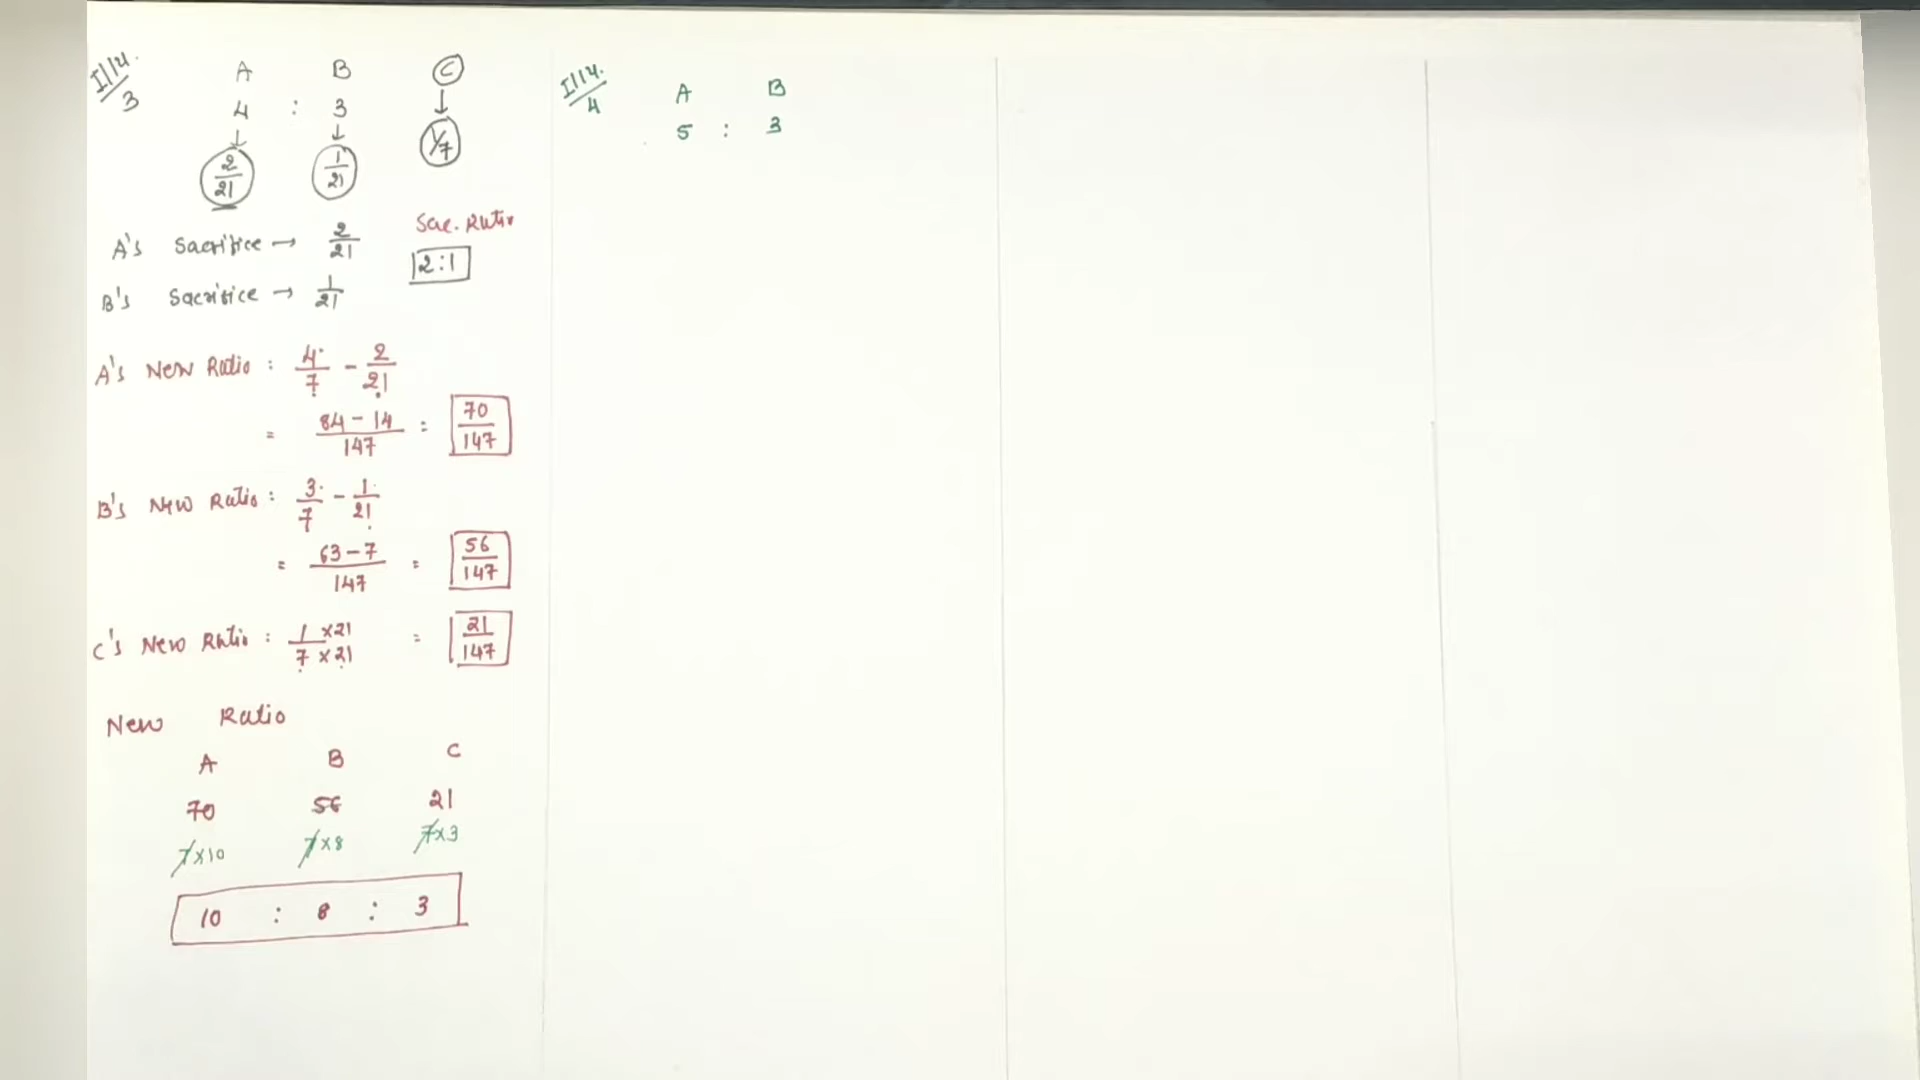 Illu. 3
A B C
4 : 3
2/21 1/21 1/7
A's Sacrifice → 2/21
Sac. Ratio
2:1
B's Sacrifice → 1/21
A's New Ratio : 4/7 - 2/21
= 84-14/147 = 70/147
B's New Ratio : 3/7 - 1/21
= 63-7/147 = 56/147
C's New Ratio : 1×21/7×21 = 21/147
New Ratio
A B C
70 56 21
7×10 7×8 7×3
10 : 8 : 3
Illu. 4
A B
5 : 3